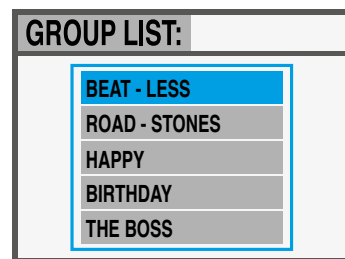 GROUP LIST:
BEAT - LESS
ROAD - STONES
HAPPY
BIRTHDAY
THE BOSS